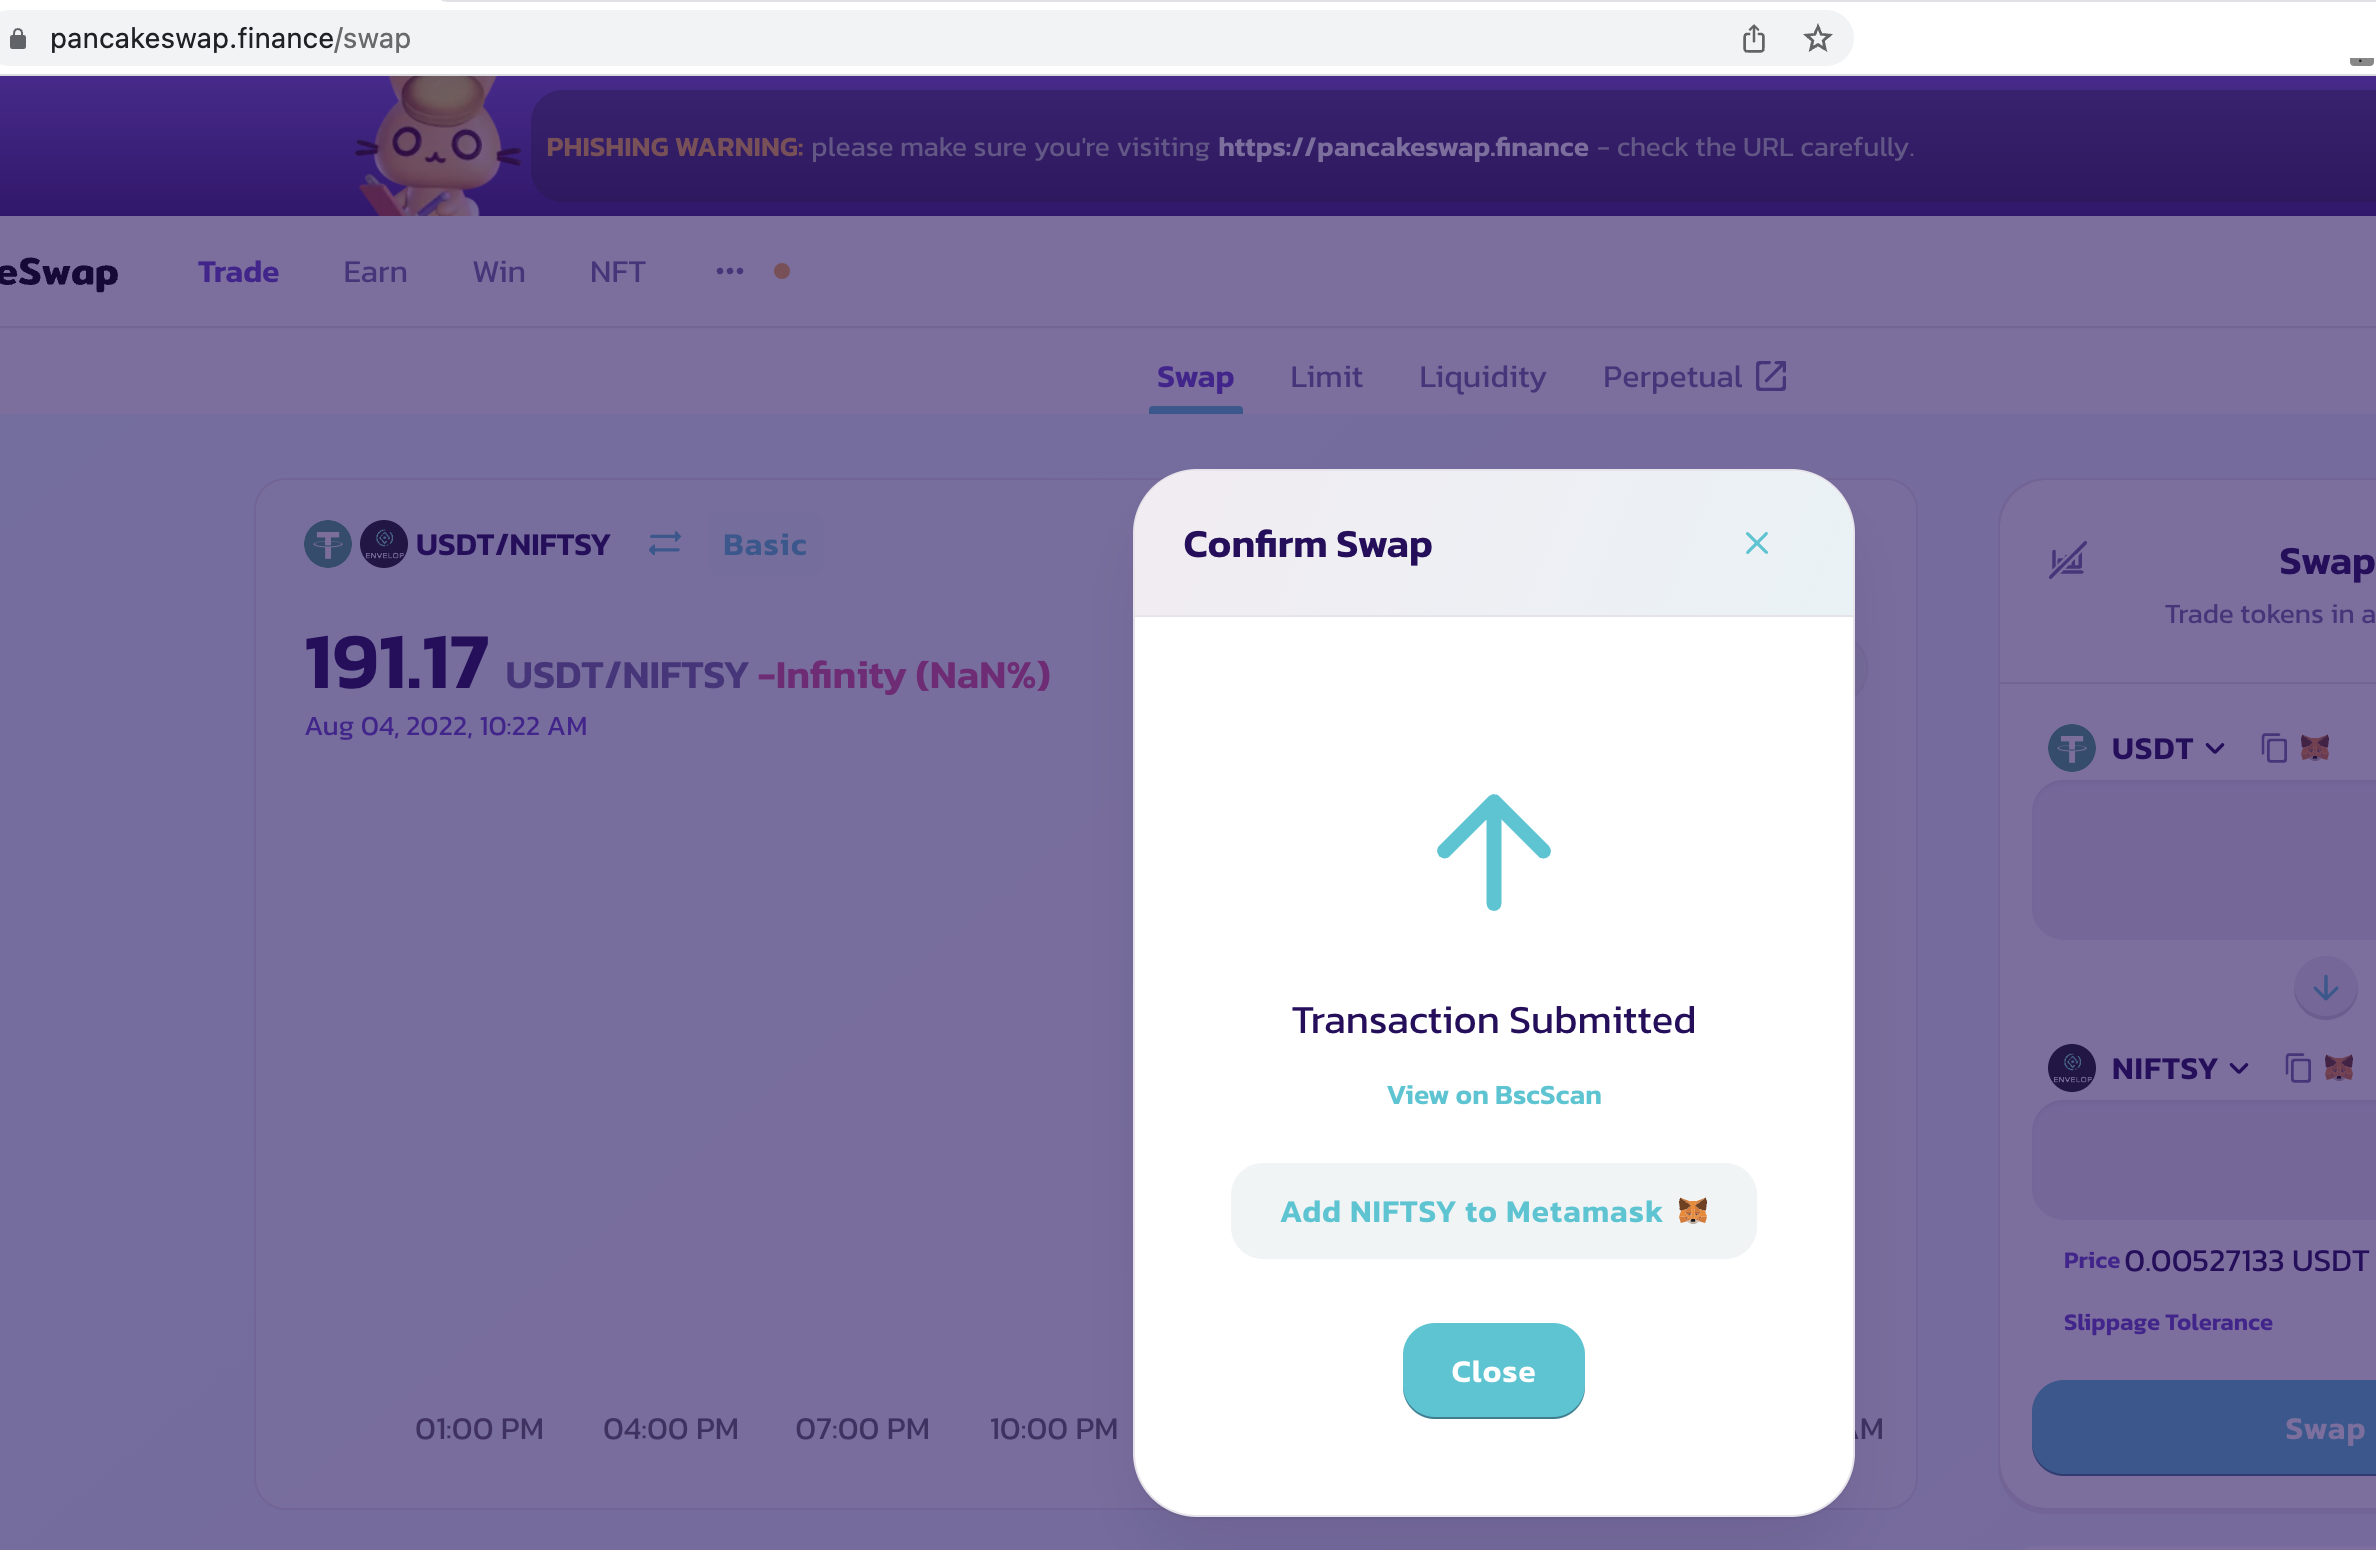 pancakeswap.finance/swap
PHISHING WARNING: please make sure you're visiting https://pancakeswap.finance - check the URL carefully.
eSwap Trade Earn Win NFT •••
Swap Limit Liquidity Perpetual
ENVELOP USDT/NIFTSY Basic
191.17 USDT/NIFTSY -Infinity (NaN%)
Aug 04, 2022, 10:22 AM
01:00 PM 04:00 PM 07:00 PM 10:00 PM AM
Confirm Swap
Transaction Submitted
View on BscScan
Add NIFTSY to Metamask
Close
Swap
Trade tokens in a
USDT
ENVELOP NIFTSY
Price 0.00527133 USDT
Slippage Tolerance
Swap